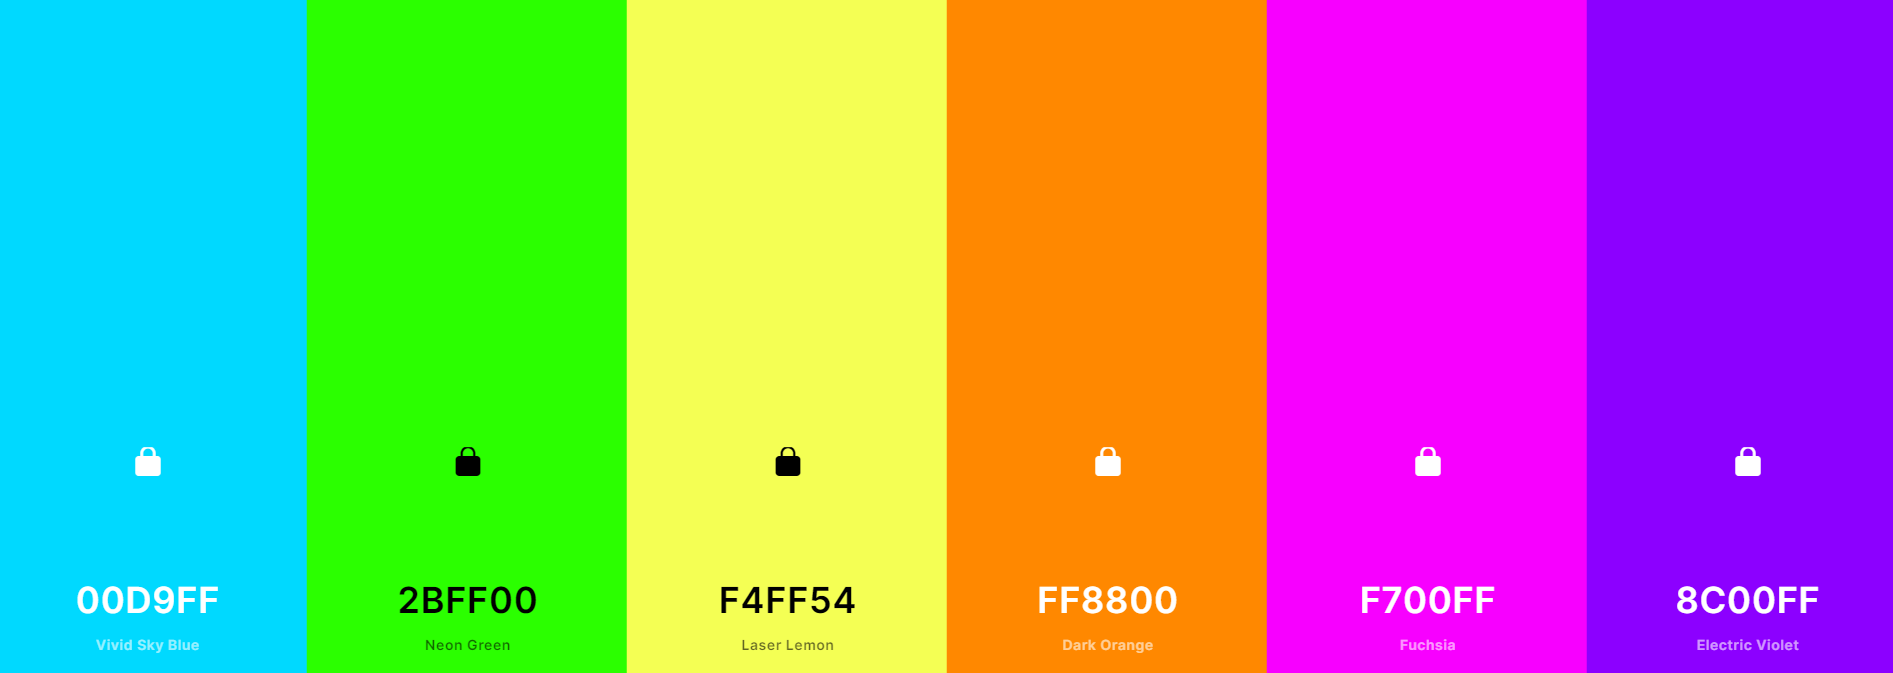 00D9FF
Vivid Sky Blue
2BFF00
Neon Green
F4FF54
Laser Lemon
FF8800
Dark Orange
F700FF
Fuchsia
8C00FF
Electric Violet